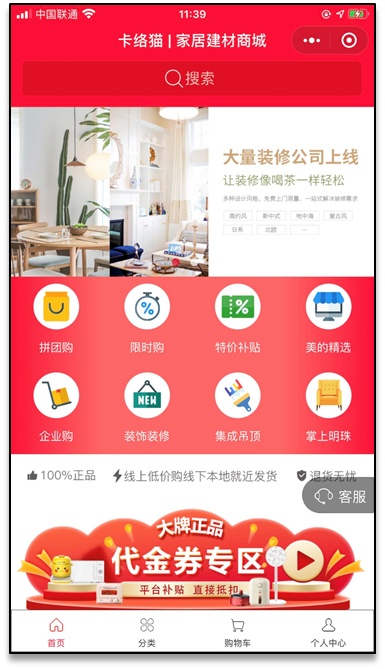 中国联通 11:39
卡络猫 | 家居建材商城
搜索
大量装修公司上线
让装修像喝茶一样轻松
多种设计风格，免费上门测量，一站式解决装修需求
简约风 新中式 地中海 复古风
日系 北欧 ...
拼团购 限时购 特价补贴 美的精选
NEW
企业购 装饰装修 集成吊顶 掌上明珠
100%正品 线上低价购线下本地就近发货 退货无忧
客服
大牌正品
代金券专区
平台补贴 直接抵扣
首页 分类 购物车 个人中心